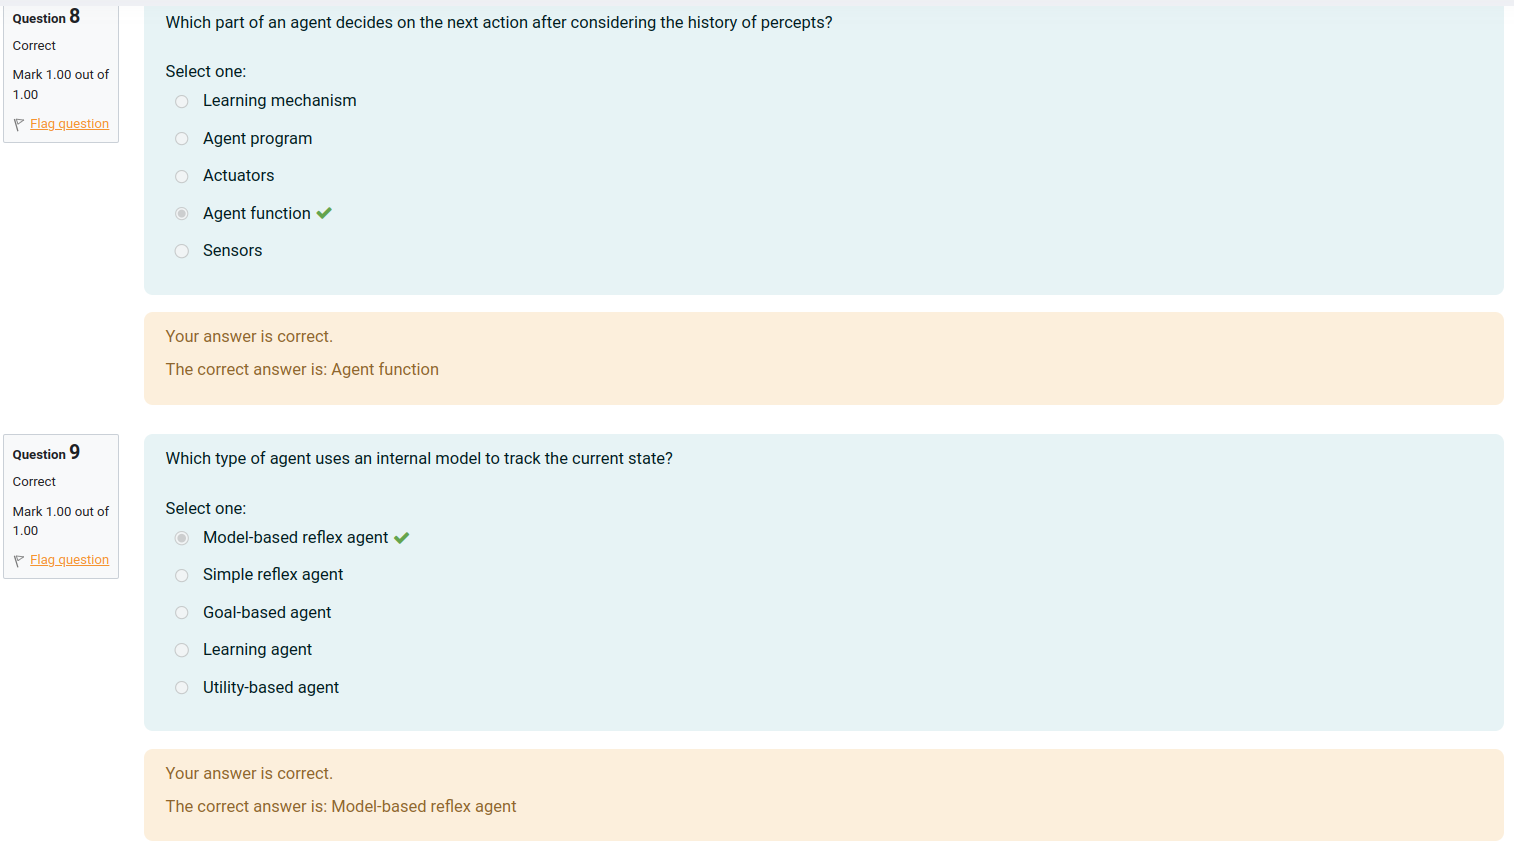 Question 8
Correct
Mark 1.00 out of
1.00
Flag question
Which part of an agent decides on the next action after considering the history of percepts?
Select one:
Learning mechanism
Agent program
Actuators
Agent function
Sensors
Your answer is correct.
The correct answer is: Agent function
Question 9
Correct
Mark 1.00 out of
1.00
Flag question
Which type of agent uses an internal model to track the current state?
Select one:
Model-based reflex agent
Simple reflex agent
Goal-based agent
Learning agent
Utility-based agent
Your answer is correct.
The correct answer is: Model-based reflex agent